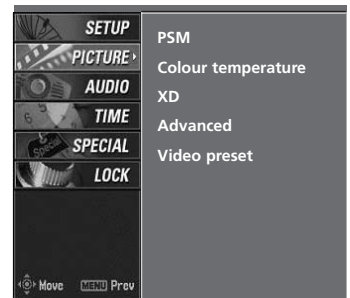 SETUP
PICTURE
AUDIO
TIME
SPECIAL
LOCK
Move MENU Prev
PSM
Colour temperature
XD
Advanced
Video preset